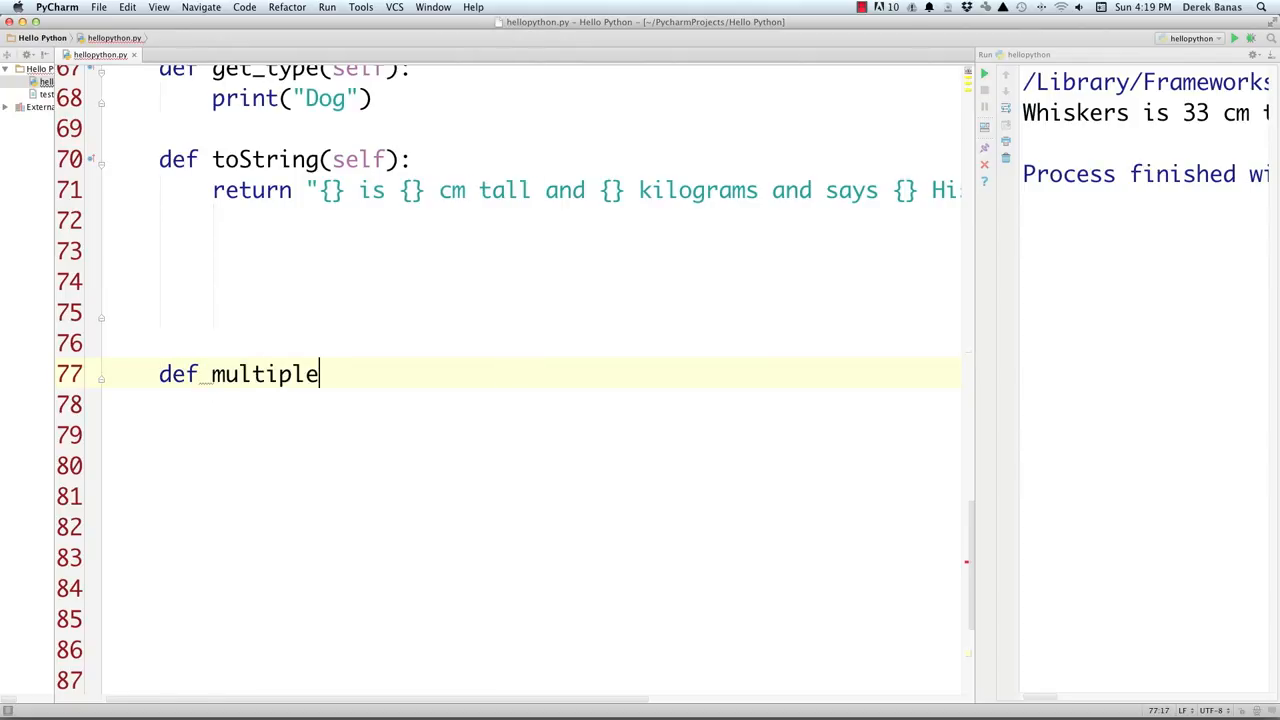 PyCharm File Edit View Navigate Code Refactor Run Tools VCS Window Help 10 Sun 4:19 PM Derek Banas
hellopython.py – Hello Python – [~/PycharmProjects/Hello Python]
Hello Python hellopython.py hellopython
hellopython.py × Run hellopython
Hello P
hell
test
Externa
67 def get_type(self):
68 print("Dog")
69
70 def toString(self):
71 return "{} is {} cm tall and {} kilograms and says {} Hi
72
73
74
75
76
77 def multiple
78
79
80
81
82
83
84
85
86
87
/Library/Frameworks
Whiskers is 33 cm t
Process finished wi
77:17 LF UTF-8